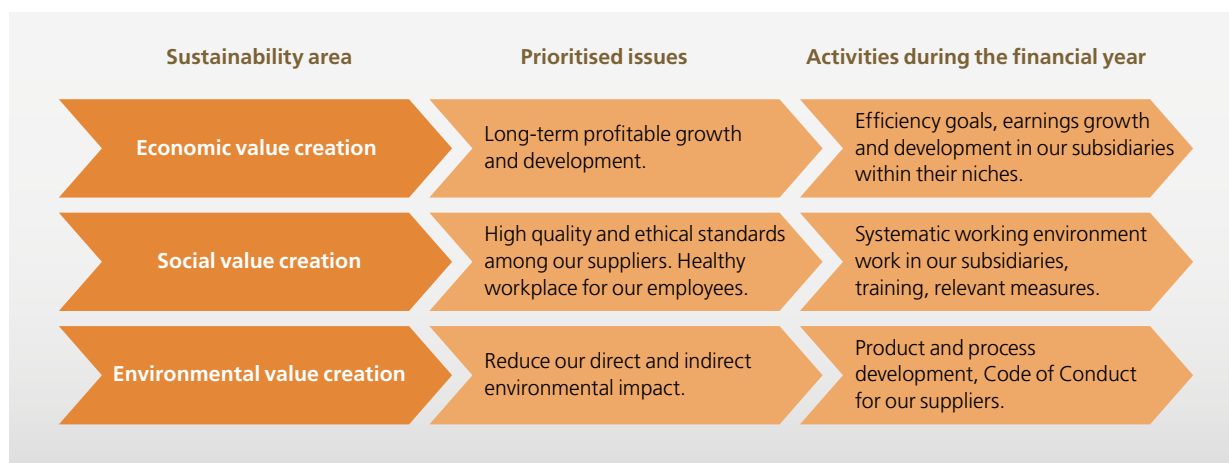 Sustainability area
Prioritised issues
Activities during the financial year
Economic value creation
Long-term profitable growth
and development.
Efficiency goals, earnings growth
and development in our subsidiaries
within their niches.
Social value creation
High quality and ethical standards
among our suppliers. Healthy
workplace for our employees.
Systematic working environment
work in our subsidiaries,
training, relevant measures.
Environmental value creation
Reduce our direct and indirect
environmental impact.
Product and process
development, Code of Conduct
for our suppliers.